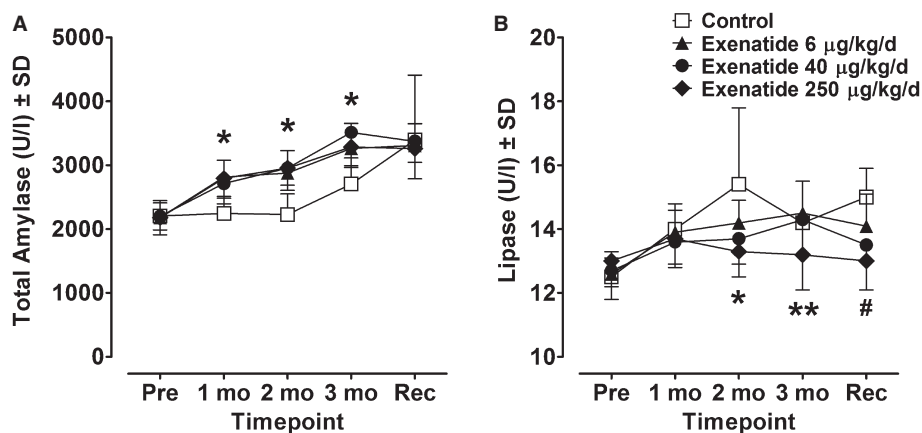 A
Total Amylase (U/l) ± SD
5000
4000
3000
2000
1000
0
*
*
*
Pre 1 mo 2 mo 3 mo Rec
Timepoint
B
Control
Exenatide 6 μg/kg/d
Exenatide 40 μg/kg/d
Exenatide 250 μg/kg/d
Lipase (U/l) ± SD
20
18
16
14
12
10
*
**
#
Pre 1 mo 2 mo 3 mo Rec
Timepoint